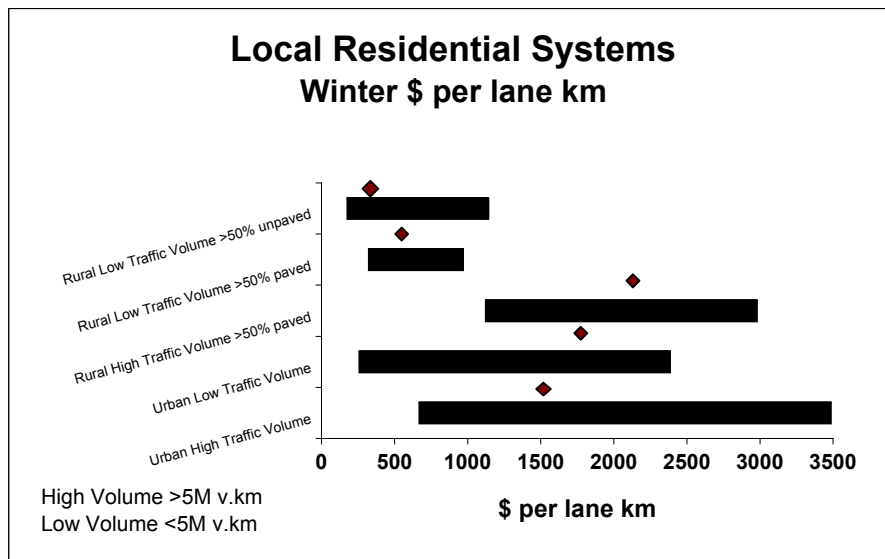 Local Residential Systems
Winter $ per lane km
Rural Low Traffic Volume >50% unpaved
Rural Low Traffic Volume >50% paved
Rural High Traffic Volume >50% paved
Urban Low Traffic Volume
Urban High Traffic Volume
0 500 1000 1500 2000 2500 3000 3500
$ per lane km
High Volume >5M v.km
Low Volume <5M v.km